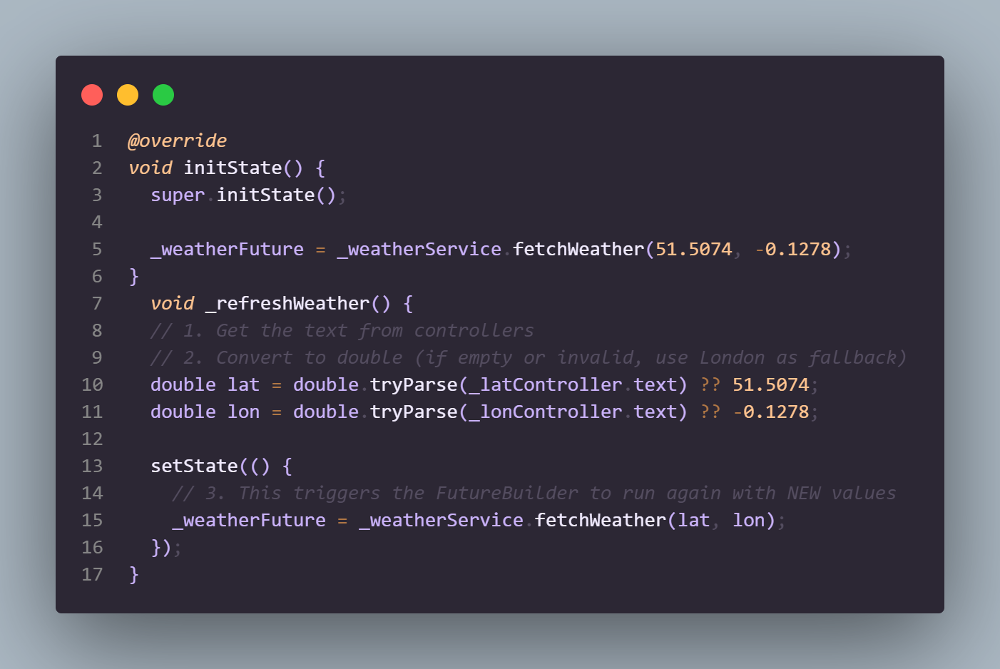 1 @override
2 void initState() {
3   super.initState();
4
5   _weatherFuture = _weatherService.fetchWeather(51.5074, -0.1278);
6 }
7   void _refreshWeather() {
8   // 1. Get the text from controllers
9   // 2. Convert to double (if empty or invalid, use London as fallback)
10   double lat = double.tryParse(_latController.text) ?? 51.5074;
11   double lon = double.tryParse(_lonController.text) ?? -0.1278;
12
13   setState(() {
14     // 3. This triggers the FutureBuilder to run again with NEW values
15     _weatherFuture = _weatherService.fetchWeather(lat, lon);
16   });
17 }